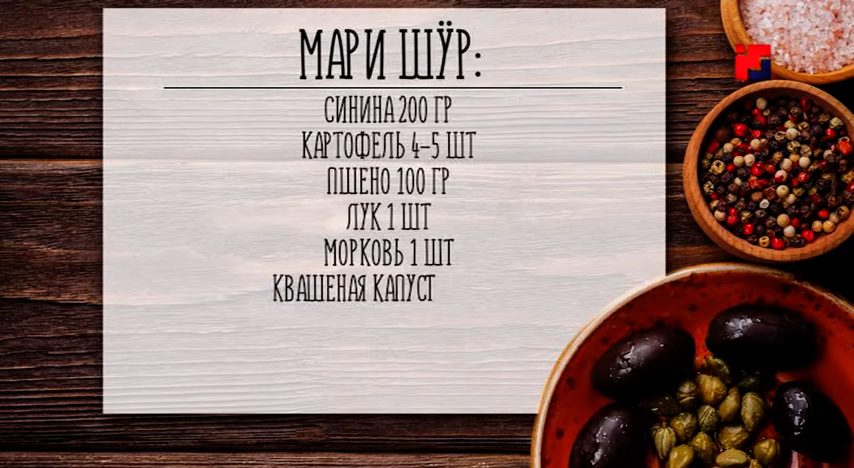 МАРИ ШӰР:
СИНИНА 200 ГР
КАРТОФЕЛЬ 4-5 ШТ
ПШЕНО 100 ГР
ЛУК 1 ШТ
МОРКОВЬ 1 ШТ
КВАШЕНАЯ КАПУСТ